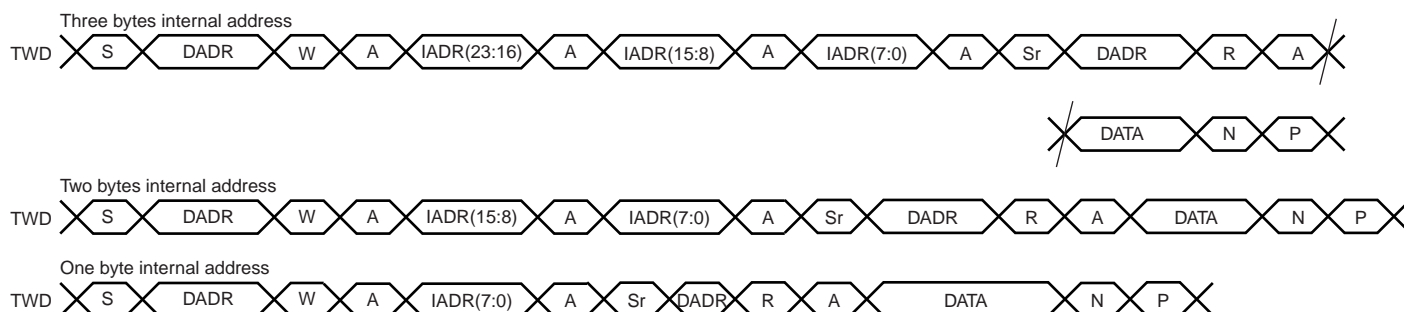 Three bytes internal address
TWD S DADR W A IADR(23:16) A IADR(15:8) A IADR(7:0) A Sr DADR R A
DATA N P
Two bytes internal address
TWD S DADR W A IADR(15:8) A IADR(7:0) A Sr DADR R A DATA N P
One byte internal address
TWD S DADR W A IADR(7:0) A Sr DADR R A DATA N P